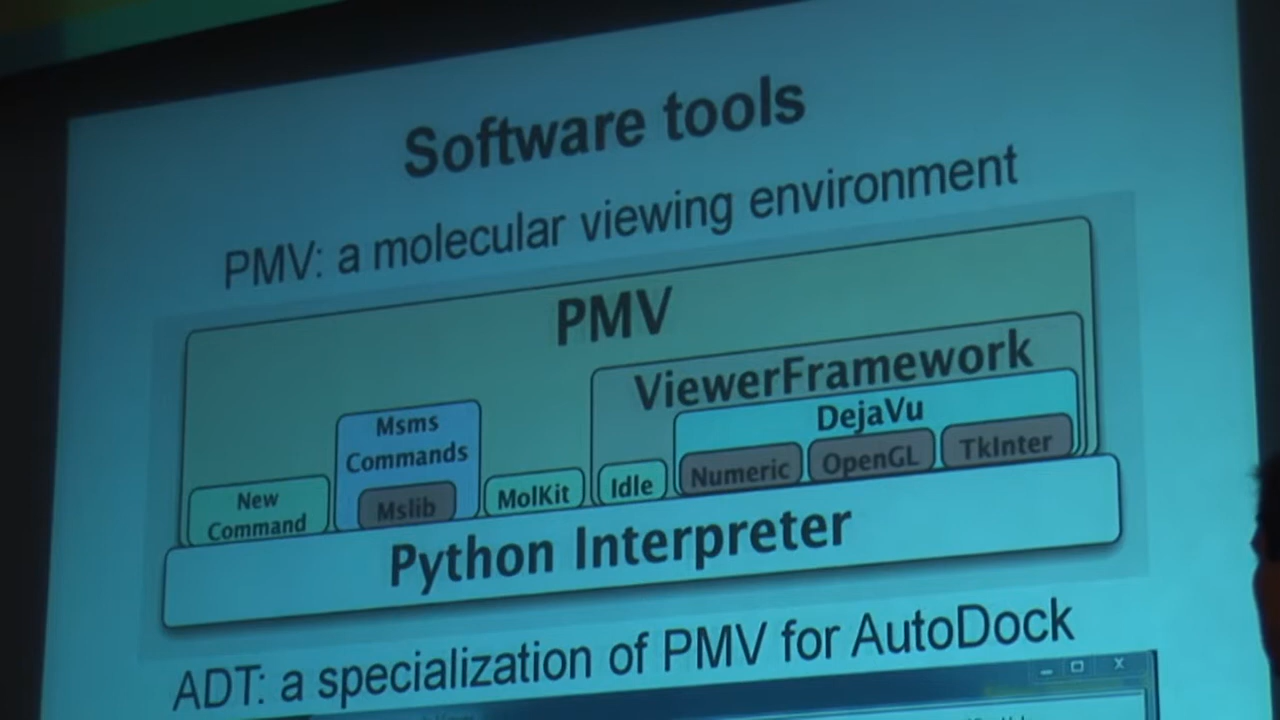 Software tools
PMV: a molecular viewing environment
PMV
ViewerFramework
DejaVu
Msms
Commands
Numeric
OpenGL
TkInter
New
Command
Mslib
MolKit
Idle
Python Interpreter
ADT: a specialization of PMV for AutoDock